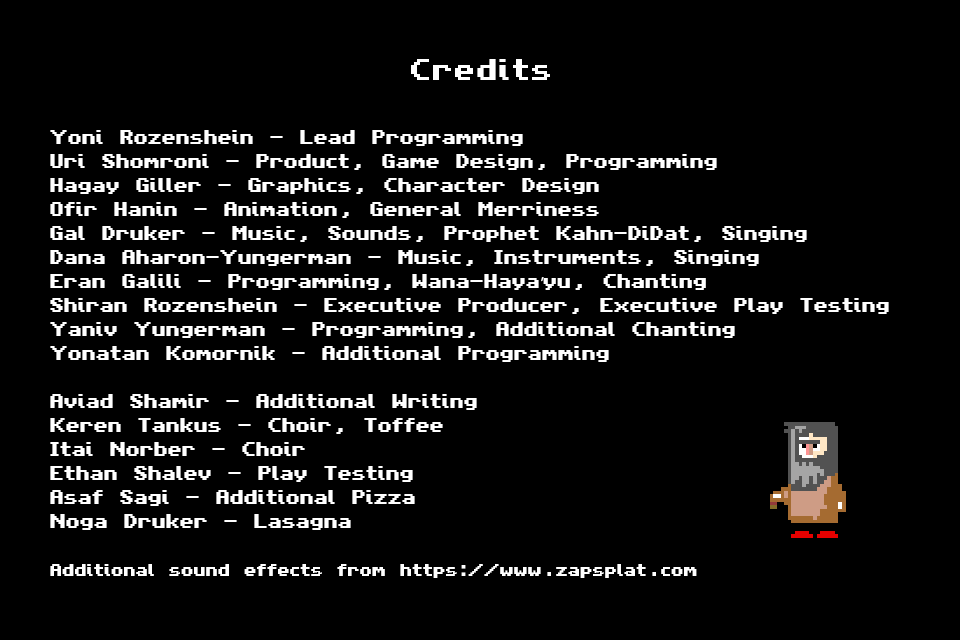 Credits
Yoni Rozenshein - Lead Programming
Uri Shomroni - Product, Game Design, Programming
Hagay Giller - Graphics, Character Design
Ofir Hanin - Animation, General Merriness
Gal Druker - Music, Sounds, Prophet Kahn-DiDat, Singing
Dana Aharon-Yungerman - Music, Instruments, Singing
Eran Galili - Programming, Wana-Haya'yu, Chanting
Shiran Rozenshein - Executive Producer, Executive Play Testing
Yaniv Yungerman - Programming, Additional Chanting
Yonatan Komornik - Additional Programming
Aviad Shamir - Additional Writing
Keren Tankus - Choir, Toffee
Itai Norber - Choir
Ethan Shalev - Play Testing
Asaf Sagi - Additional Pizza
Noga Druker - Lasagna
Additional sound effects from https://www.zapsplat.com